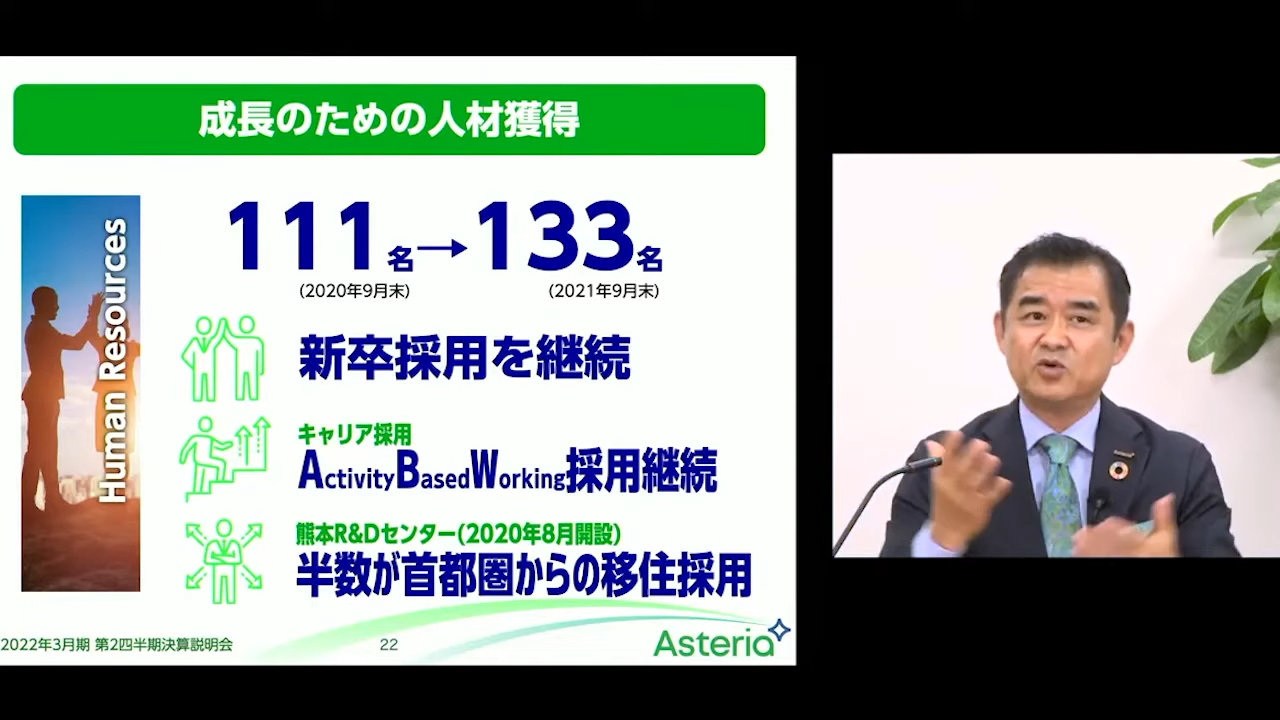 成長のための人材獲得
Human Resources
111名→133名
(2020年9月末) (2021年9月末)
新卒採用を継続
キャリア採用
ActivityBasedWorking採用継続
熊本R&Dセンター(2020年8月開設)
半数が首都圏からの移住採用
2022年3月期 第2四半期決算説明会
22
Asteria